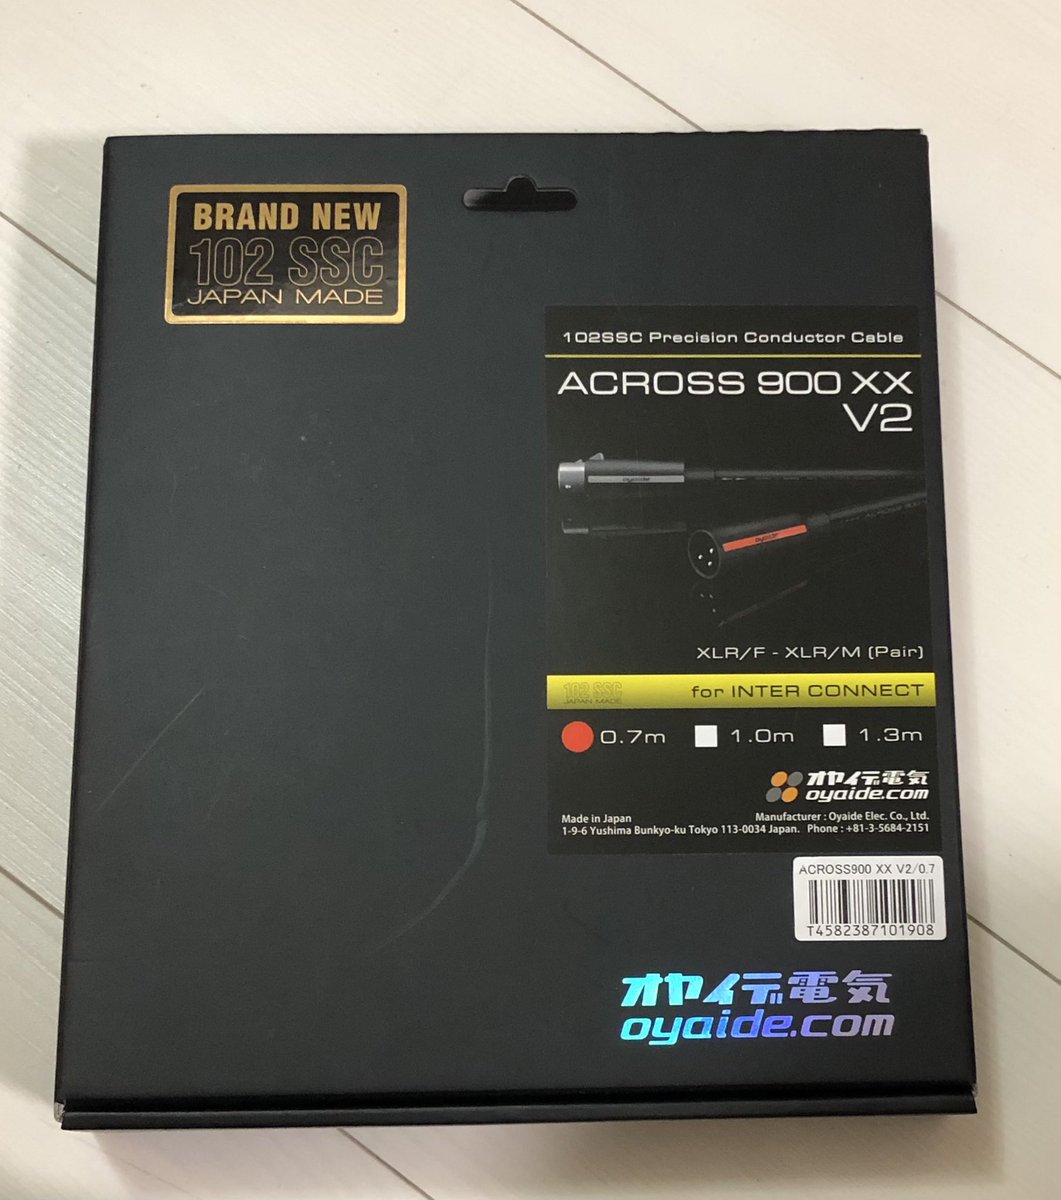 BRAND NEW
102 SSC
JAPAN MADE
102SSC Precision Conductor Cable
ACROSS 900 XX
V2
oyaide
oyaide
XLR/F - XLR/M (Pair)
102 SSC
JAPAN MADE
for INTER CONNECT
0.7m 1.0m 1.3m
オヤイデ電気
oyaide.com
Made in Japan Manufacturer : Oyaide Elec. Co., Ltd.
1-9-6 Yushima Bunkyo-ku Tokyo 113-0034 Japan. Phone : +81-3-5684-2151
ACROSS900 XX V2/0.7
T4582387101908
オヤイデ電気
oyaide.com